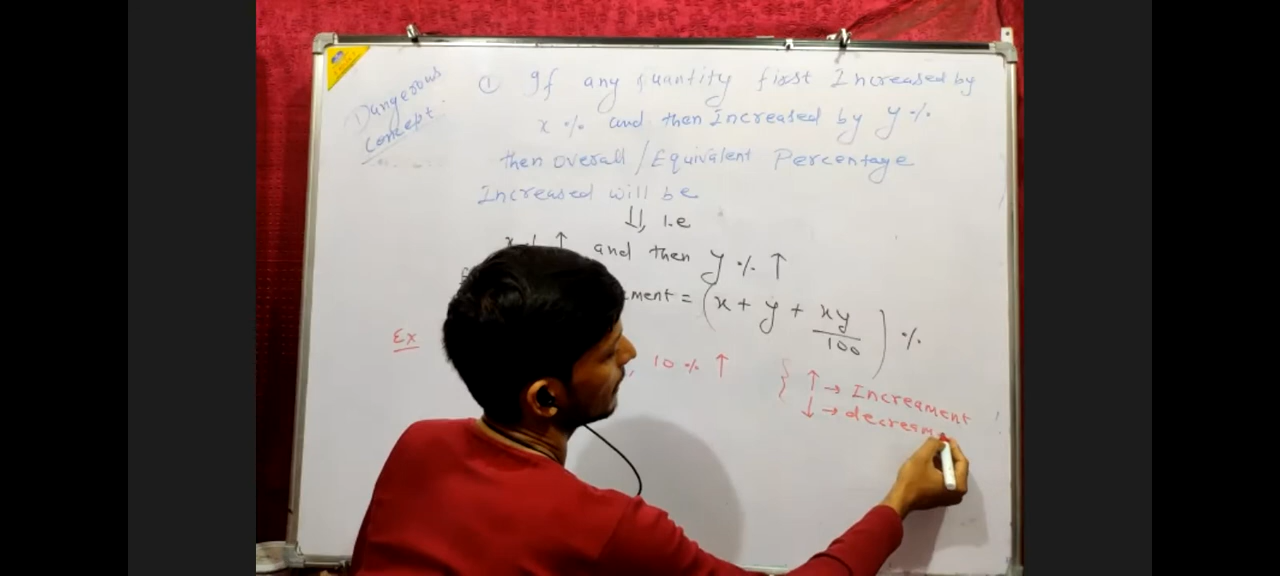 Dangerous
Concept
① If any quantity first Increased by
x % and then Increased by y %
then overall / Equivalent Percentage
Increased will be
⇓, i.e
x % ↑ and then y % ↑
ment = (x + y + xy/100) %
Ex
, 10 % ↑
{ ↑ → Increament
↓ → decream